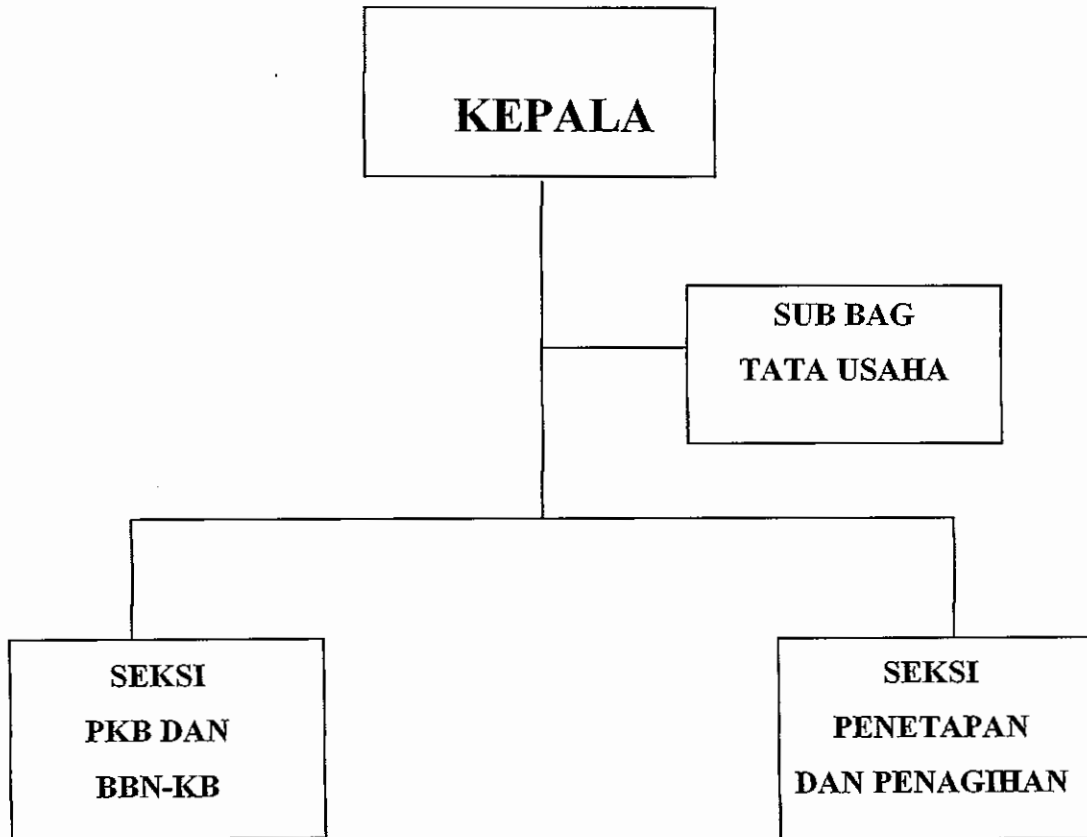 KEPALA
SUB BAG
TATA USAHA
SEKSI
PKB DAN
BBN-KB
SEKSI
PENETAPAN
DAN PENAGIHAN